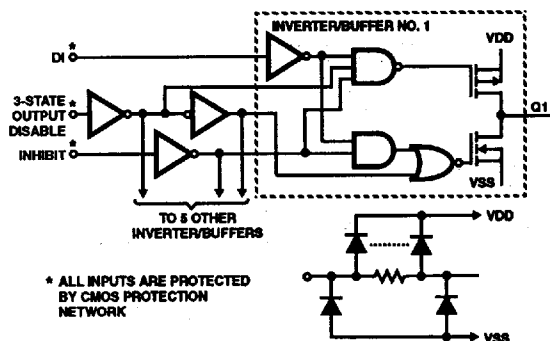 INVERTER/BUFFER NO. 1
DI *
VDD
3-STATE *
OUTPUT
DISABLE
Q1
INHIBIT *
VSS
TO 5 OTHER
INVERTER/BUFFERS
VDD
* ALL INPUTS ARE PROTECTED
BY CMOS PROTECTION
NETWORK
VSS